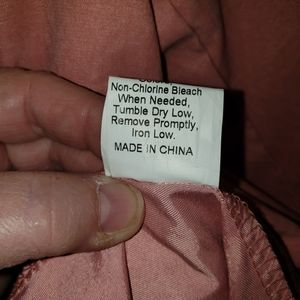 Non-Chlorine Bleach
When Needed,
Tumble Dry Low,
Remove Promptly,
Iron Low.
MADE IN CHINA